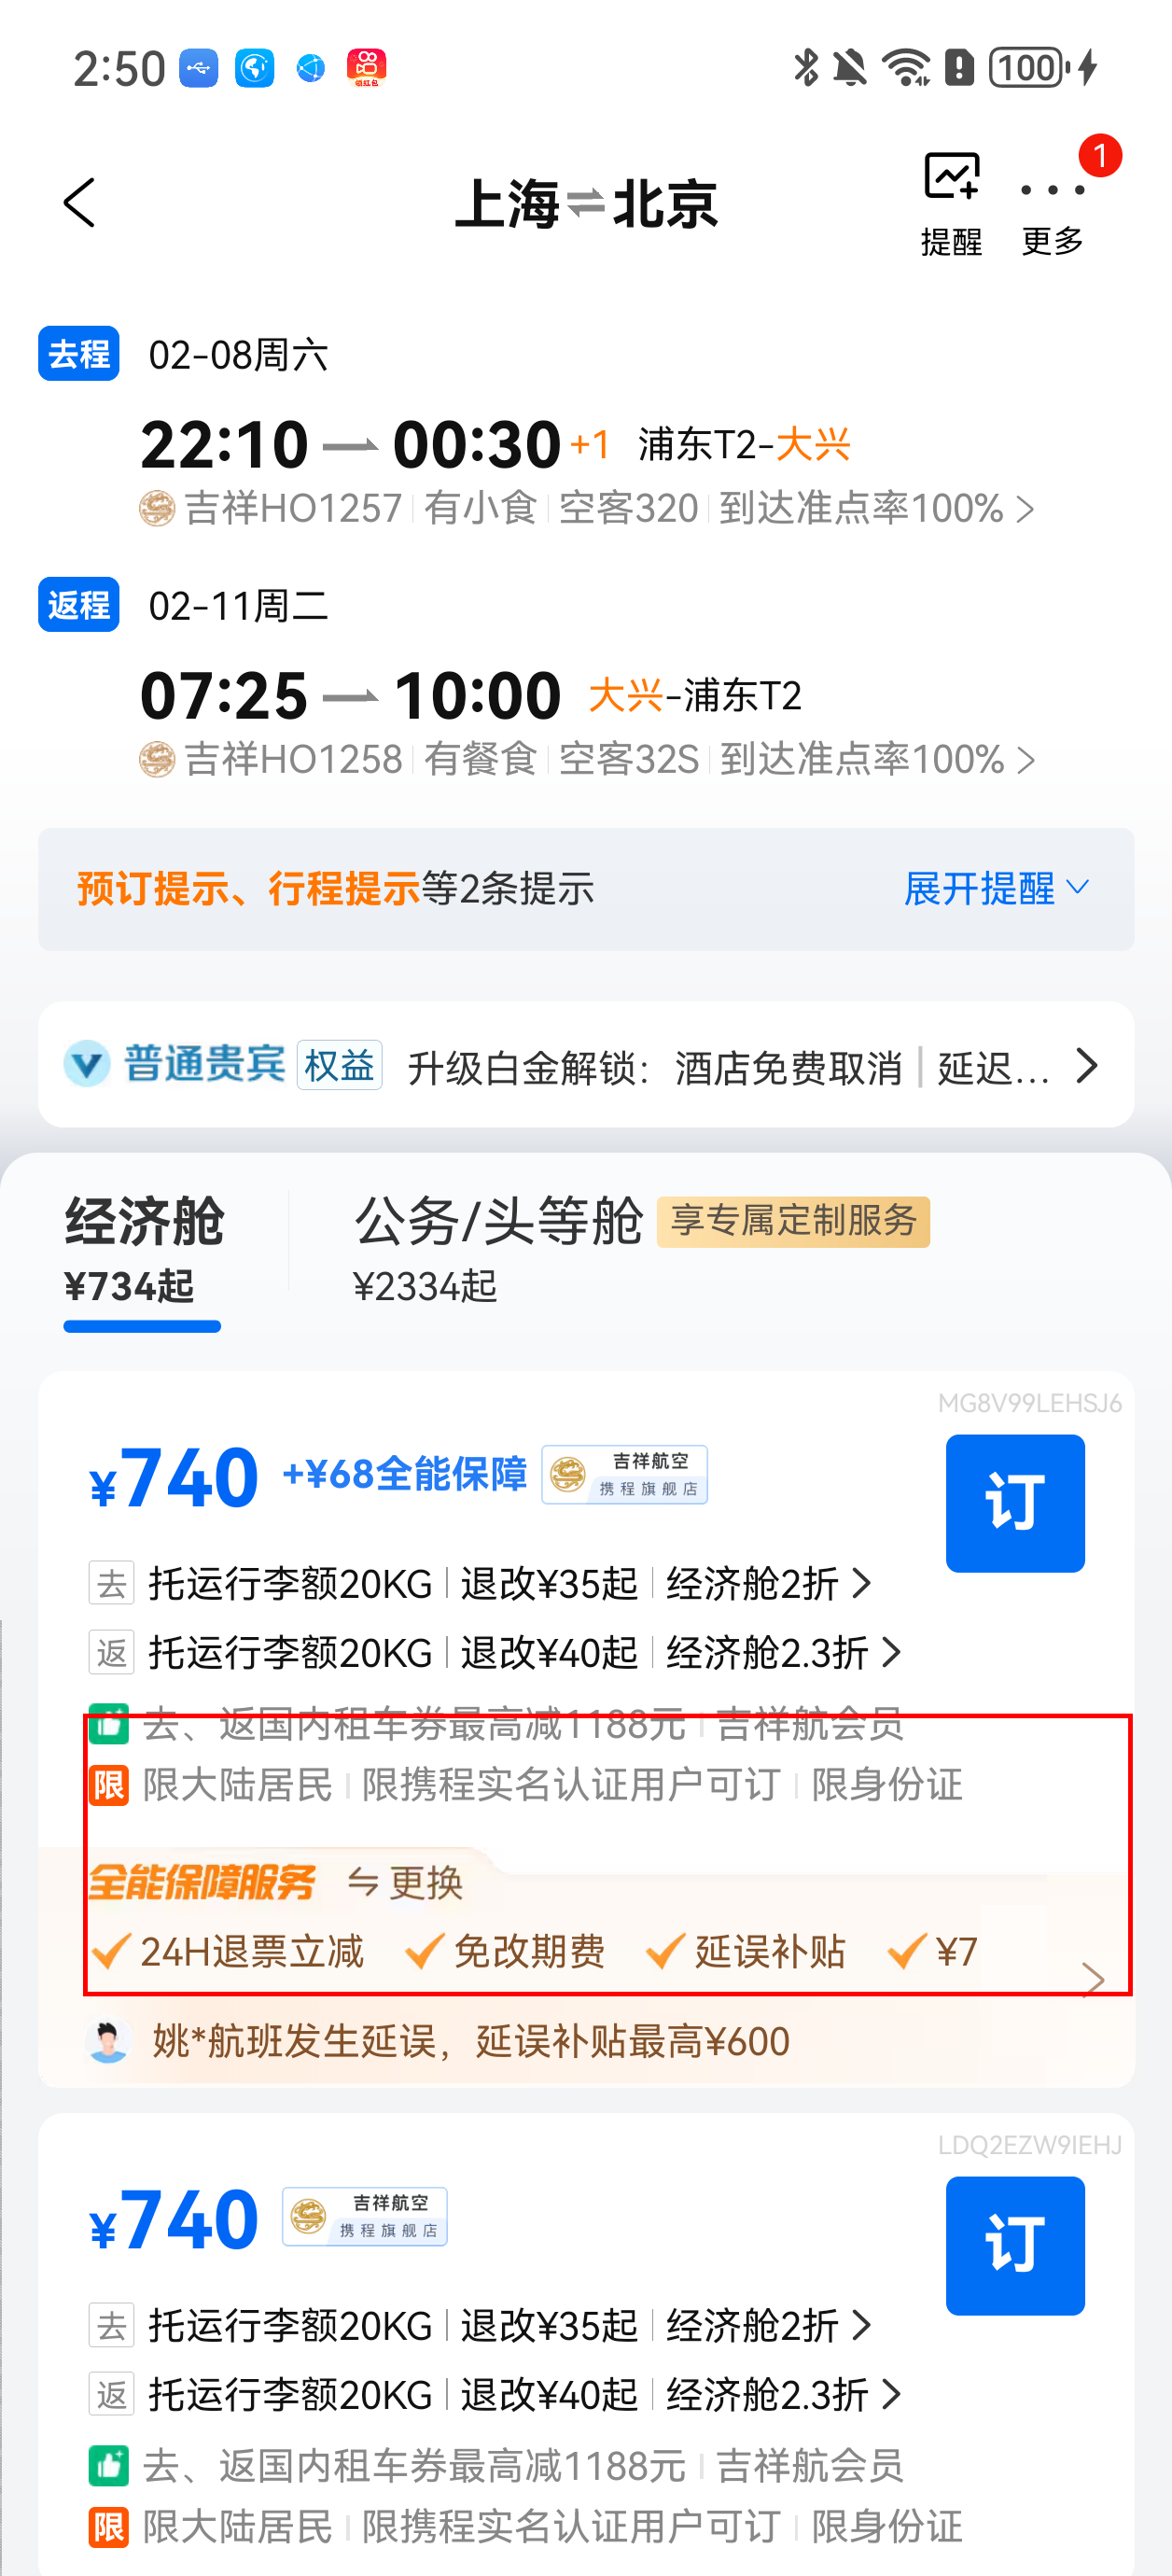 2:50
领红包
100
上海⇌北京
1
提醒 更多
去程 02-08周六
22:10 00:30 +1 浦东T2-大兴
吉祥HO1257 有小食 空客320 到达准点率100%
返程 02-11周二
07:25 10:00 大兴-浦东T2
吉祥HO1258 有餐食 空客32S 到达准点率100%
预订提示、行程提示等2条提示 展开提醒
普通贵宾 权益 升级白金解锁：酒店免费取消 延迟...
经济舱 公务/头等舱 享专属定制服务
¥734起 ¥2334起
MG8V99LEHSJ6
¥740 +¥68全能保障 吉祥航空 携程旗舰店 订
去 托运行李额20KG 退改¥35起 经济舱2折
返 托运行李额20KG 退改¥40起 经济舱2.3折
去、返国内租车券最高减1188元 吉祥航会员
限 限大陆居民 限携程实名认证用户可订 限身份证
全能保障服务 更换
24H退票立减 免改期费 延误补贴 ¥7
姚*航班发生延误，延误补贴最高¥600
LDQ2EZW9IEHJ
¥740 吉祥航空 携程旗舰店 订
去 托运行李额20KG 退改¥35起 经济舱2折
返 托运行李额20KG 退改¥40起 经济舱2.3折
去、返国内租车券最高减1188元 吉祥航会员
限 限大陆居民 限携程实名认证用户可订 限身份证